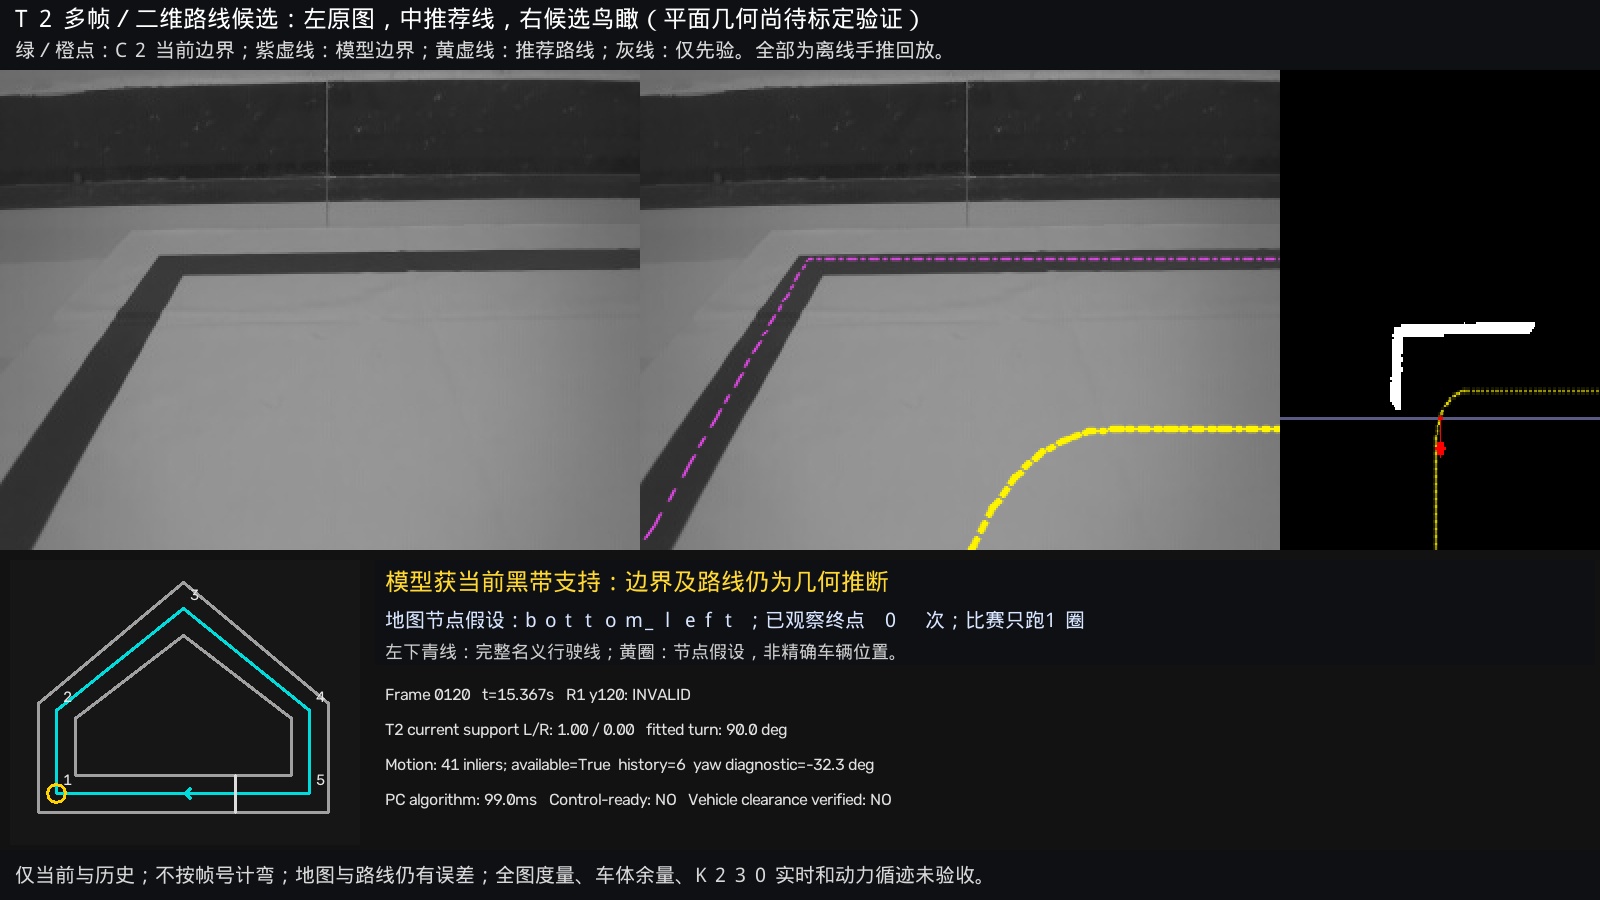 T 2 多帧 / 二维路线候选：左原图，中推荐线，右候选鸟瞰（平面几何尚待标定验证）
绿 / 橙点：C 2 当前边界；紫虚线：模型边界；黄虚线：推荐路线；灰线：仅先验。全部为离线手推回放。
3
2
4
1
5
模型获当前黑带支持：边界及路线仍为几何推断
地图节点假设：b o t t o m _ l e f t ；已观察终点 0 次；比赛只跑1 圈
左下青线：完整名义行驶线；黄圈：节点假设，非精确车辆位置。
Frame 0120 t=15.367s R1 y120: INVALID
T2 current support L/R: 1.00 / 0.00 fitted turn: 90.0 deg
Motion: 41 inliers; available=True history=6 yaw diagnostic=-32.3 deg
PC algorithm: 99.0ms Control-ready: NO Vehicle clearance verified: NO
仅当前与历史；不按帧号计弯；地图与路线仍有误差；全图度量、车体余量、K 2 3 0 实时和动力循迹未验收。